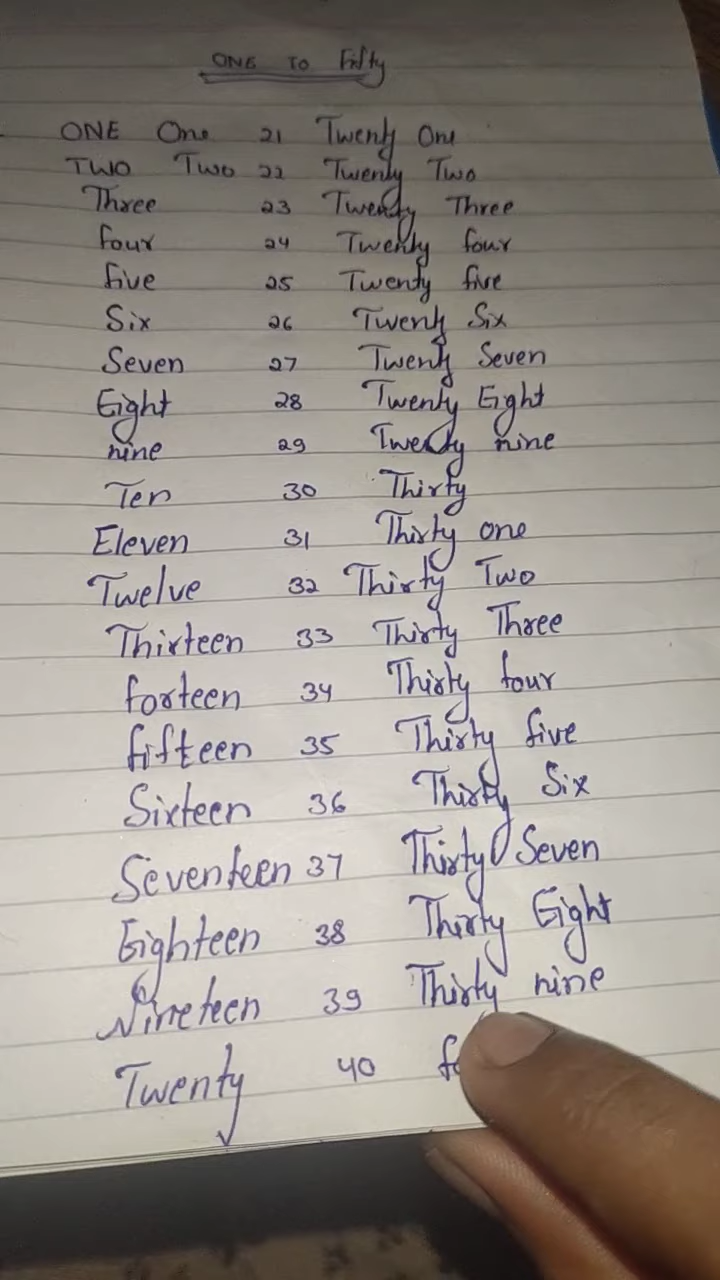 ONE TO Fifty
ONE One 21 Twenty One
TWO Two 22 Twenty Two
Three 23 Twenty Three
four 24 Twenty four
five 25 Twenty five
Six 26 Twenty Six
Seven 27 Twenty Seven
Eight 28 Twenty Eight
nine 29 Twenty nine
Ten 30 Thirty
Eleven 31 Thirty one
Twelve 32 Thirty Two
Thirteen 33 Thirty Three
forteen 34 Thirty four
fifteen 35 Thirty five
Sixteen 36 Thirty Six
Seventeen 37 Thirty Seven
Eighteen 38 Thirty Eight
Nineteen 39 Thirty nine
Twenty 40